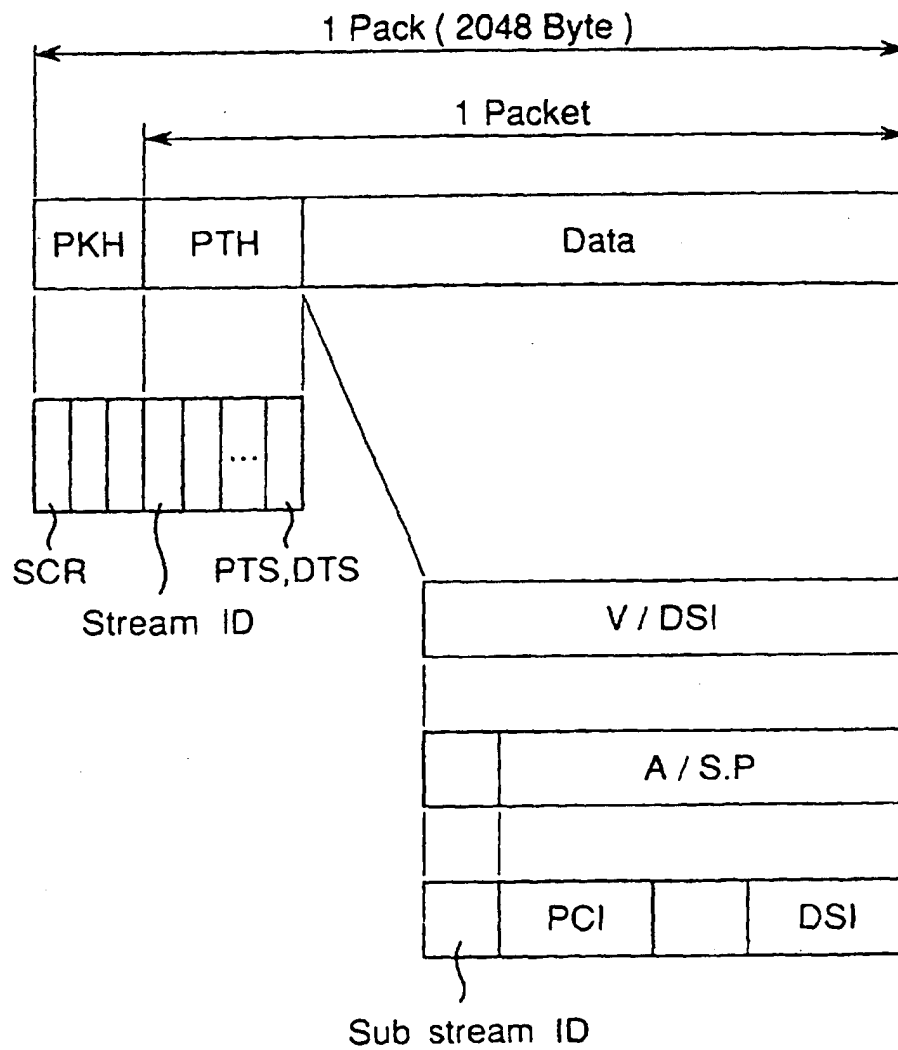 1 Pack ( 2048 Byte )
1 Packet
PKH PTH Data
...
SCR PTS,DTS
Stream ID
V / DSI
A / S.P
PCI DSI
Sub stream ID